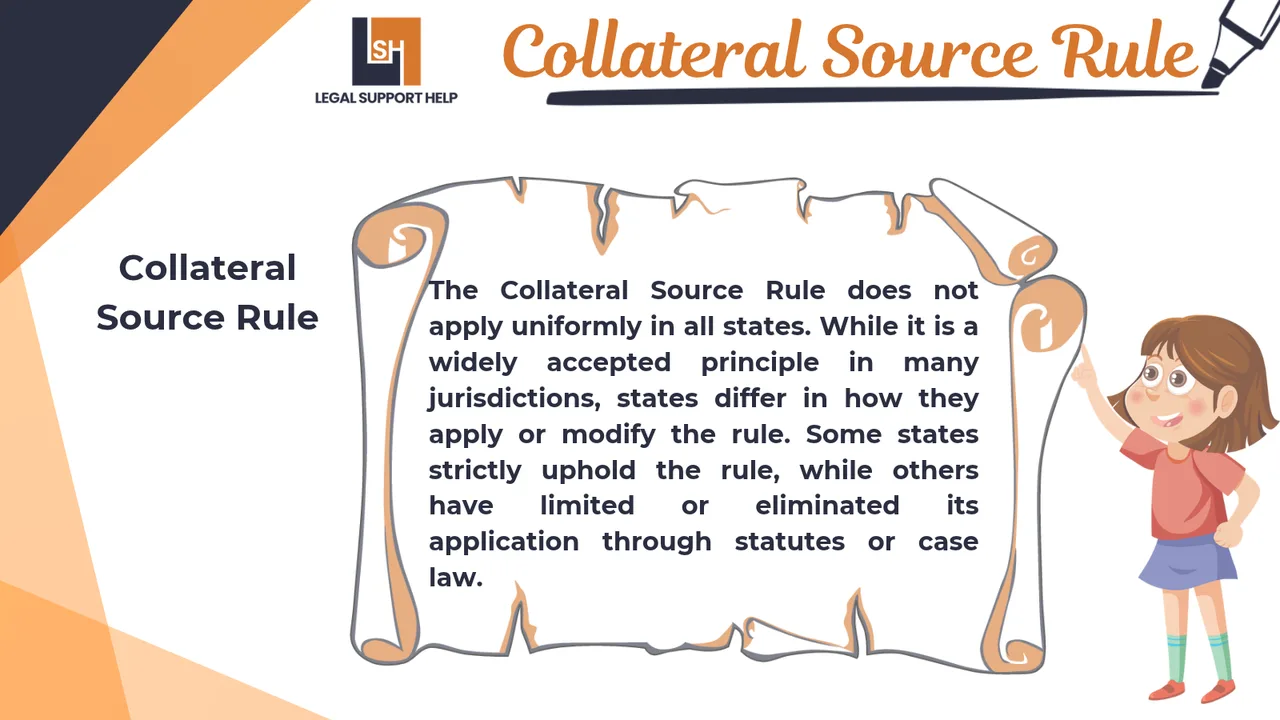 LSH
LEGAL SUPPORT HELP
Collateral Source Rule
Collateral
Source Rule
The Collateral Source Rule does not
apply uniformly in all states. While it is a
widely accepted principle in many
jurisdictions, states differ in how they
apply or modify the rule. Some states
strictly uphold the rule, while others
have limited or eliminated its
application through statutes or case
law.